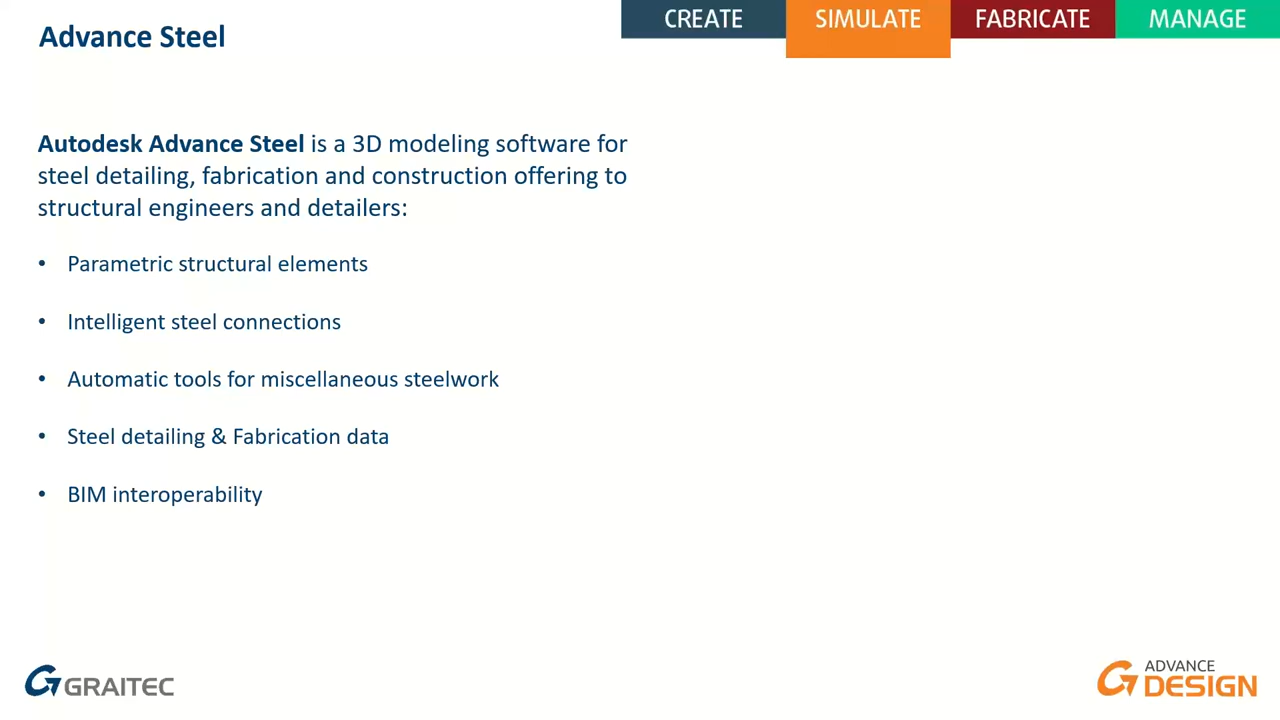 Advance Steel
CREATE
SIMULATE
FABRICATE
MANAGE
Autodesk Advance Steel is a 3D modeling software for
steel detailing, fabrication and construction offering to
structural engineers and detailers:
• Parametric structural elements
• Intelligent steel connections
• Automatic tools for miscellaneous steelwork
• Steel detailing & Fabrication data
• BIM interoperability
GRAITEC
ADVANCE
DESIGN